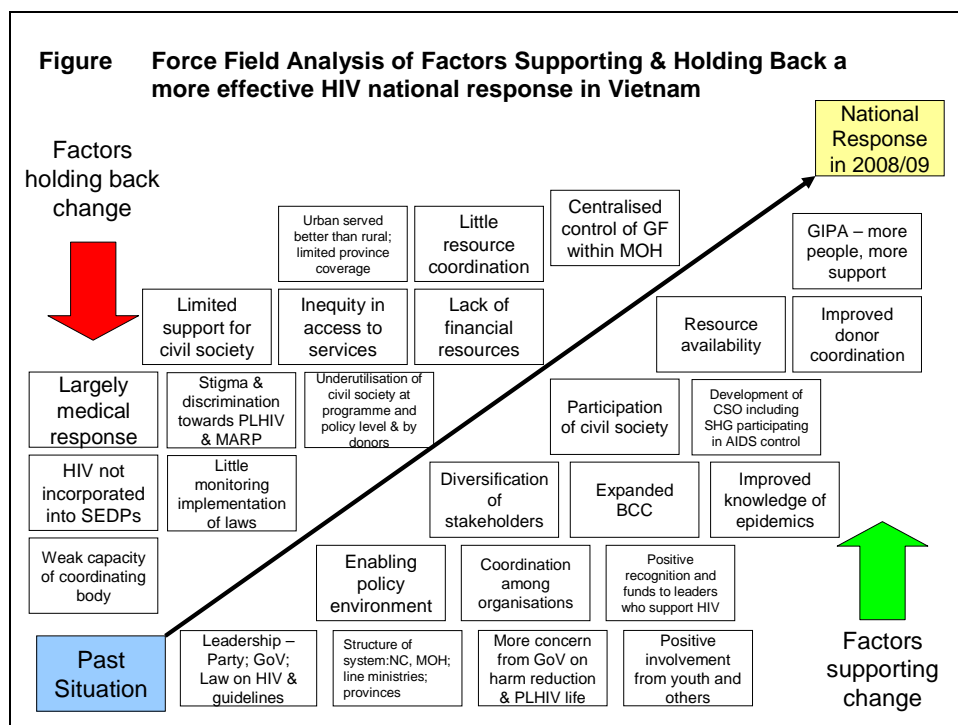 Figure Force Field Analysis of Factors Supporting & Holding Back a
more effective HIV national response in Vietnam
National
Response
in 2008/09
Factors
holding back
change
Urban served
better than rural;
limited province
coverage
Little
resource
coordination
Centralised
control of GF
within MOH
GIPA – more
people, more
support
Limited
support for
civil society
Inequity in
access to
services
Lack of
financial
resources
Resource
availability
Improved
donor
coordination
Largely
medical
response
Stigma &
discrimination
towards PLHIV
& MARP
Underutilisation of
civil society at
programme and
policy level & by
donors
Participation
of civil society
Development of
CSO including
SHG participating
in AIDS control
HIV not
incorporated
into SEDPs
Little
monitoring
implementation
of laws
Diversification
of
stakeholders
Expanded
BCC
Improved
knowledge of
epidemics
Weak capacity
of coordinating
body
Enabling
policy
environment
Coordination
among
organisations
Positive
recognition and
funds to leaders
who support HIV
Past
Situation
Leadership –
Party; GoV;
Law on HIV &
guidelines
Structure of
system:NC, MOH;
line ministries;
provinces
More concern
from GoV on
harm reduction
& PLHIV life
Positive
involvement
from youth and
others
Factors
supporting
change